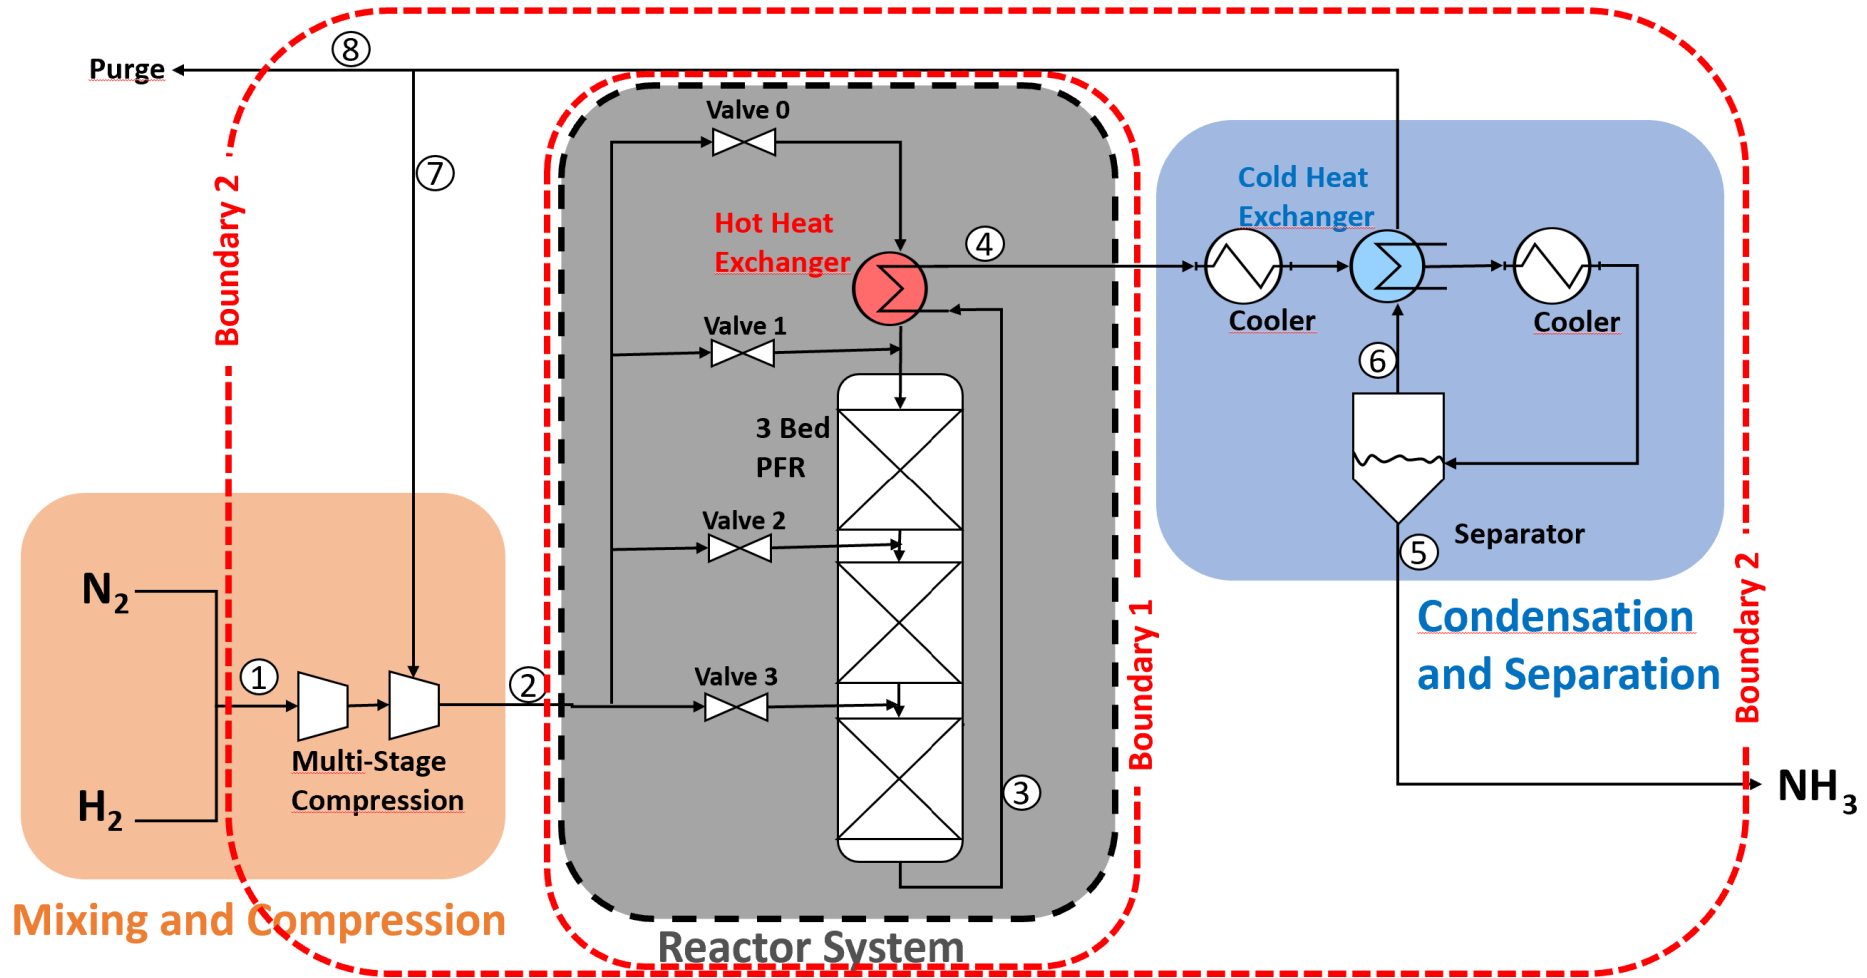 Purge
8
Valve 0
7
Hot Heat
Exchanger
4
Cold Heat
Exchanger
Cooler
Cooler
Boundary 2
Valve 1
6
3 Bed
PFR
Valve 2
Separator
5
N2
H2
1
2
Multi-Stage
Compression
Valve 3
3
Boundary 1
Condensation
and Separation
Boundary 2
NH3
Mixing and Compression
Reactor System